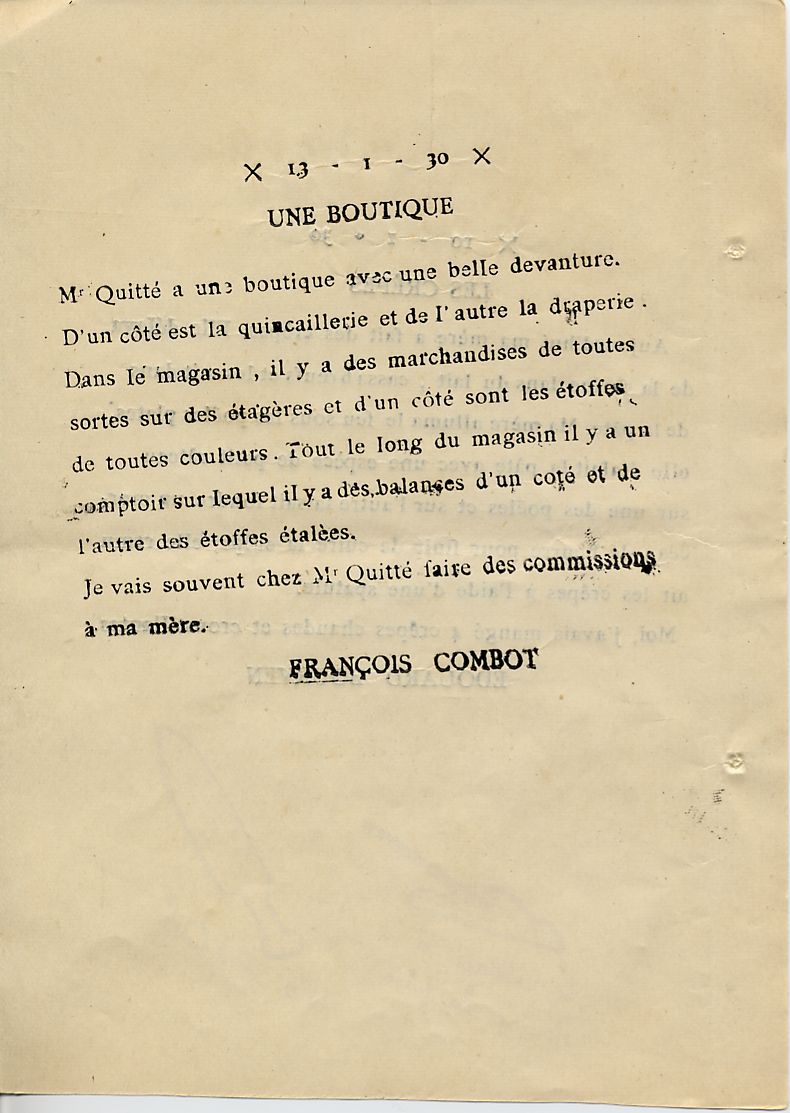 X 13 - 1 - 30 X
UNE BOUTIQUE
Mr Quitté a une boutique avec une belle devanture.
D'un côté est la quincaillerie et de l'autre la draperie.
Dans le magasin, il y a des marchandises de toutes
sortes sur des étagères et d'un côté sont les étoffes
de toutes couleurs. Tout le long du magasin il y a un
comptoir sur lequel il y a des balances d'un coté et de
l'autre des étoffes étalèes.
Je vais souvent chez Mr Quitté faire des commissions
à ma mère.
FRANÇOIS COMBOT